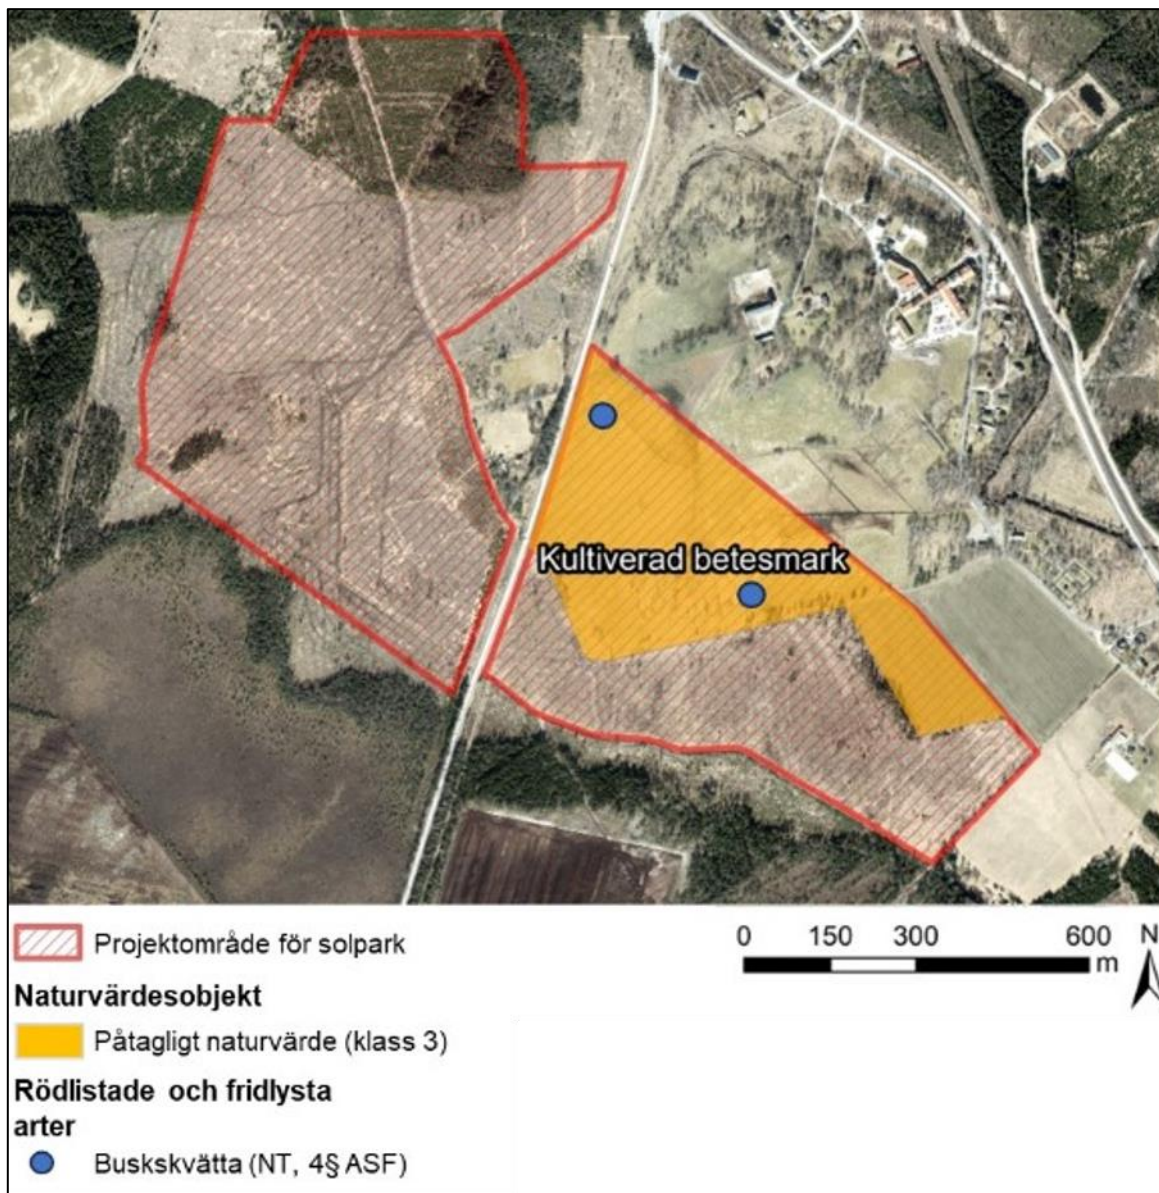 Kultiverad betesmark
0 150 300 600 N
m
Projektområde för solpark
Naturvärdesobjekt
Påtagligt naturvärde (klass 3)
Rödlistade och fridlysta
arter
Buskskvätta (NT, 4§ ASF)